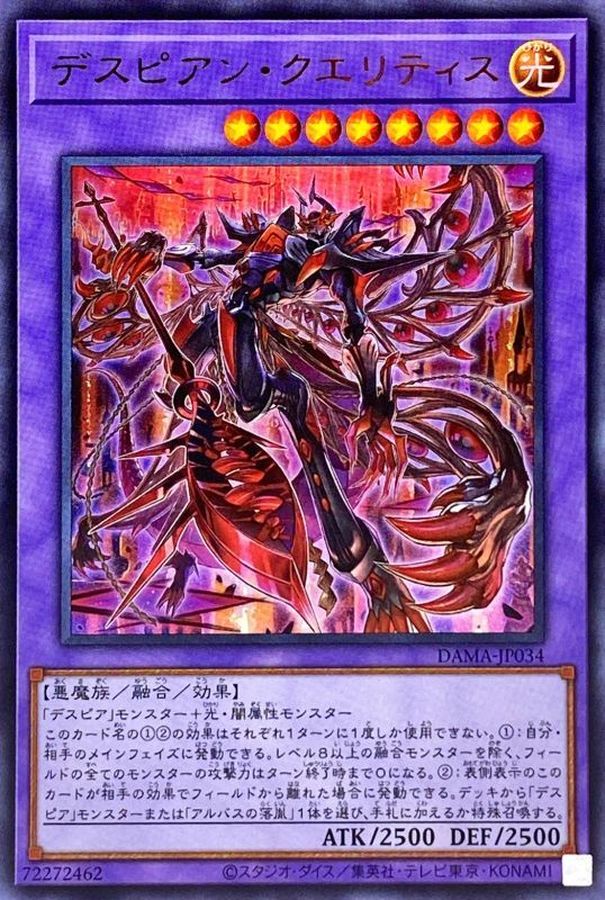 デスピアン・クエリティス
ひかり
光
DAMA-JP034
【悪魔族／融合／効果】
「デスピア」モンスター＋光・闇属性モンスター
このカード名の①②の効果はそれぞれ1ターンに1度しか使用できない。①：自分・
相手のメインフェイズに発動できる。レベル8以上の融合モンスターを除く、フィー
ルドの全てのモンスターの攻撃力はターン終了時まで0になる。②：表側表示のこの
カードが相手の効果でフィールドから離れた場合に発動できる。デッキから「デス
ピア」モンスターまたは「アルバスの落胤」1体を選び、手札に加えるか特殊召喚する。
ATK/2500 DEF/2500
72272462
©スタジオ・ダイス／集英社・テレビ東京・KONAMI